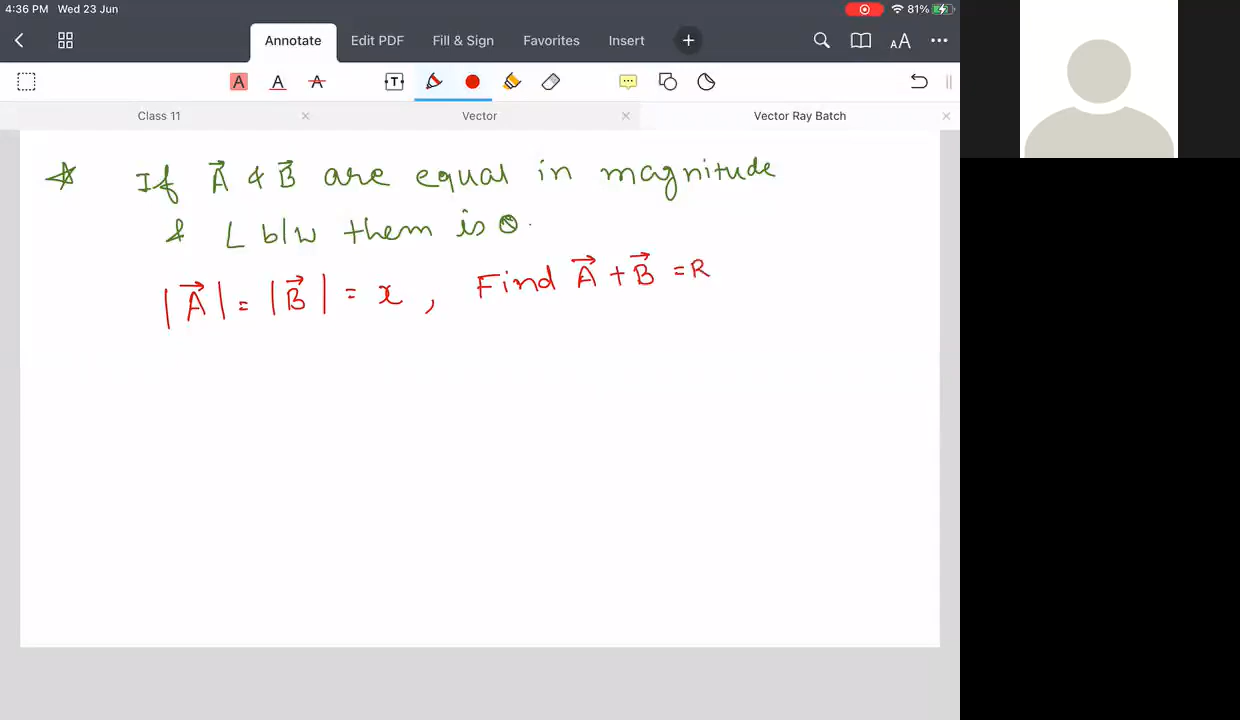 4:36 PM Wed 23 Jun 81%
Annotate Edit PDF Fill & Sign Favorites Insert
A A A T AA
Class 11 Vector Vector Ray Batch
☆ If A⃗ & B⃗ are equal in magnitude
& ∠ b/w them is θ.
|A⃗| = |B⃗| = x, Find A⃗ + B⃗ = R